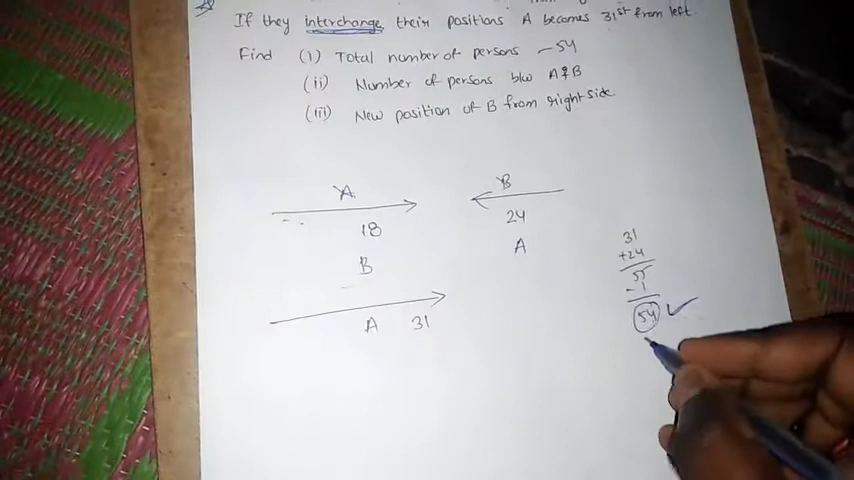 If they interchange their positions A becomes 31st from left
Find (i) Total number of persons - 54
(ii) Number of persons b/w A & B
(iii) New position of B from right side
A B
18 24
B A
A 31
31
+24
55
-1
54